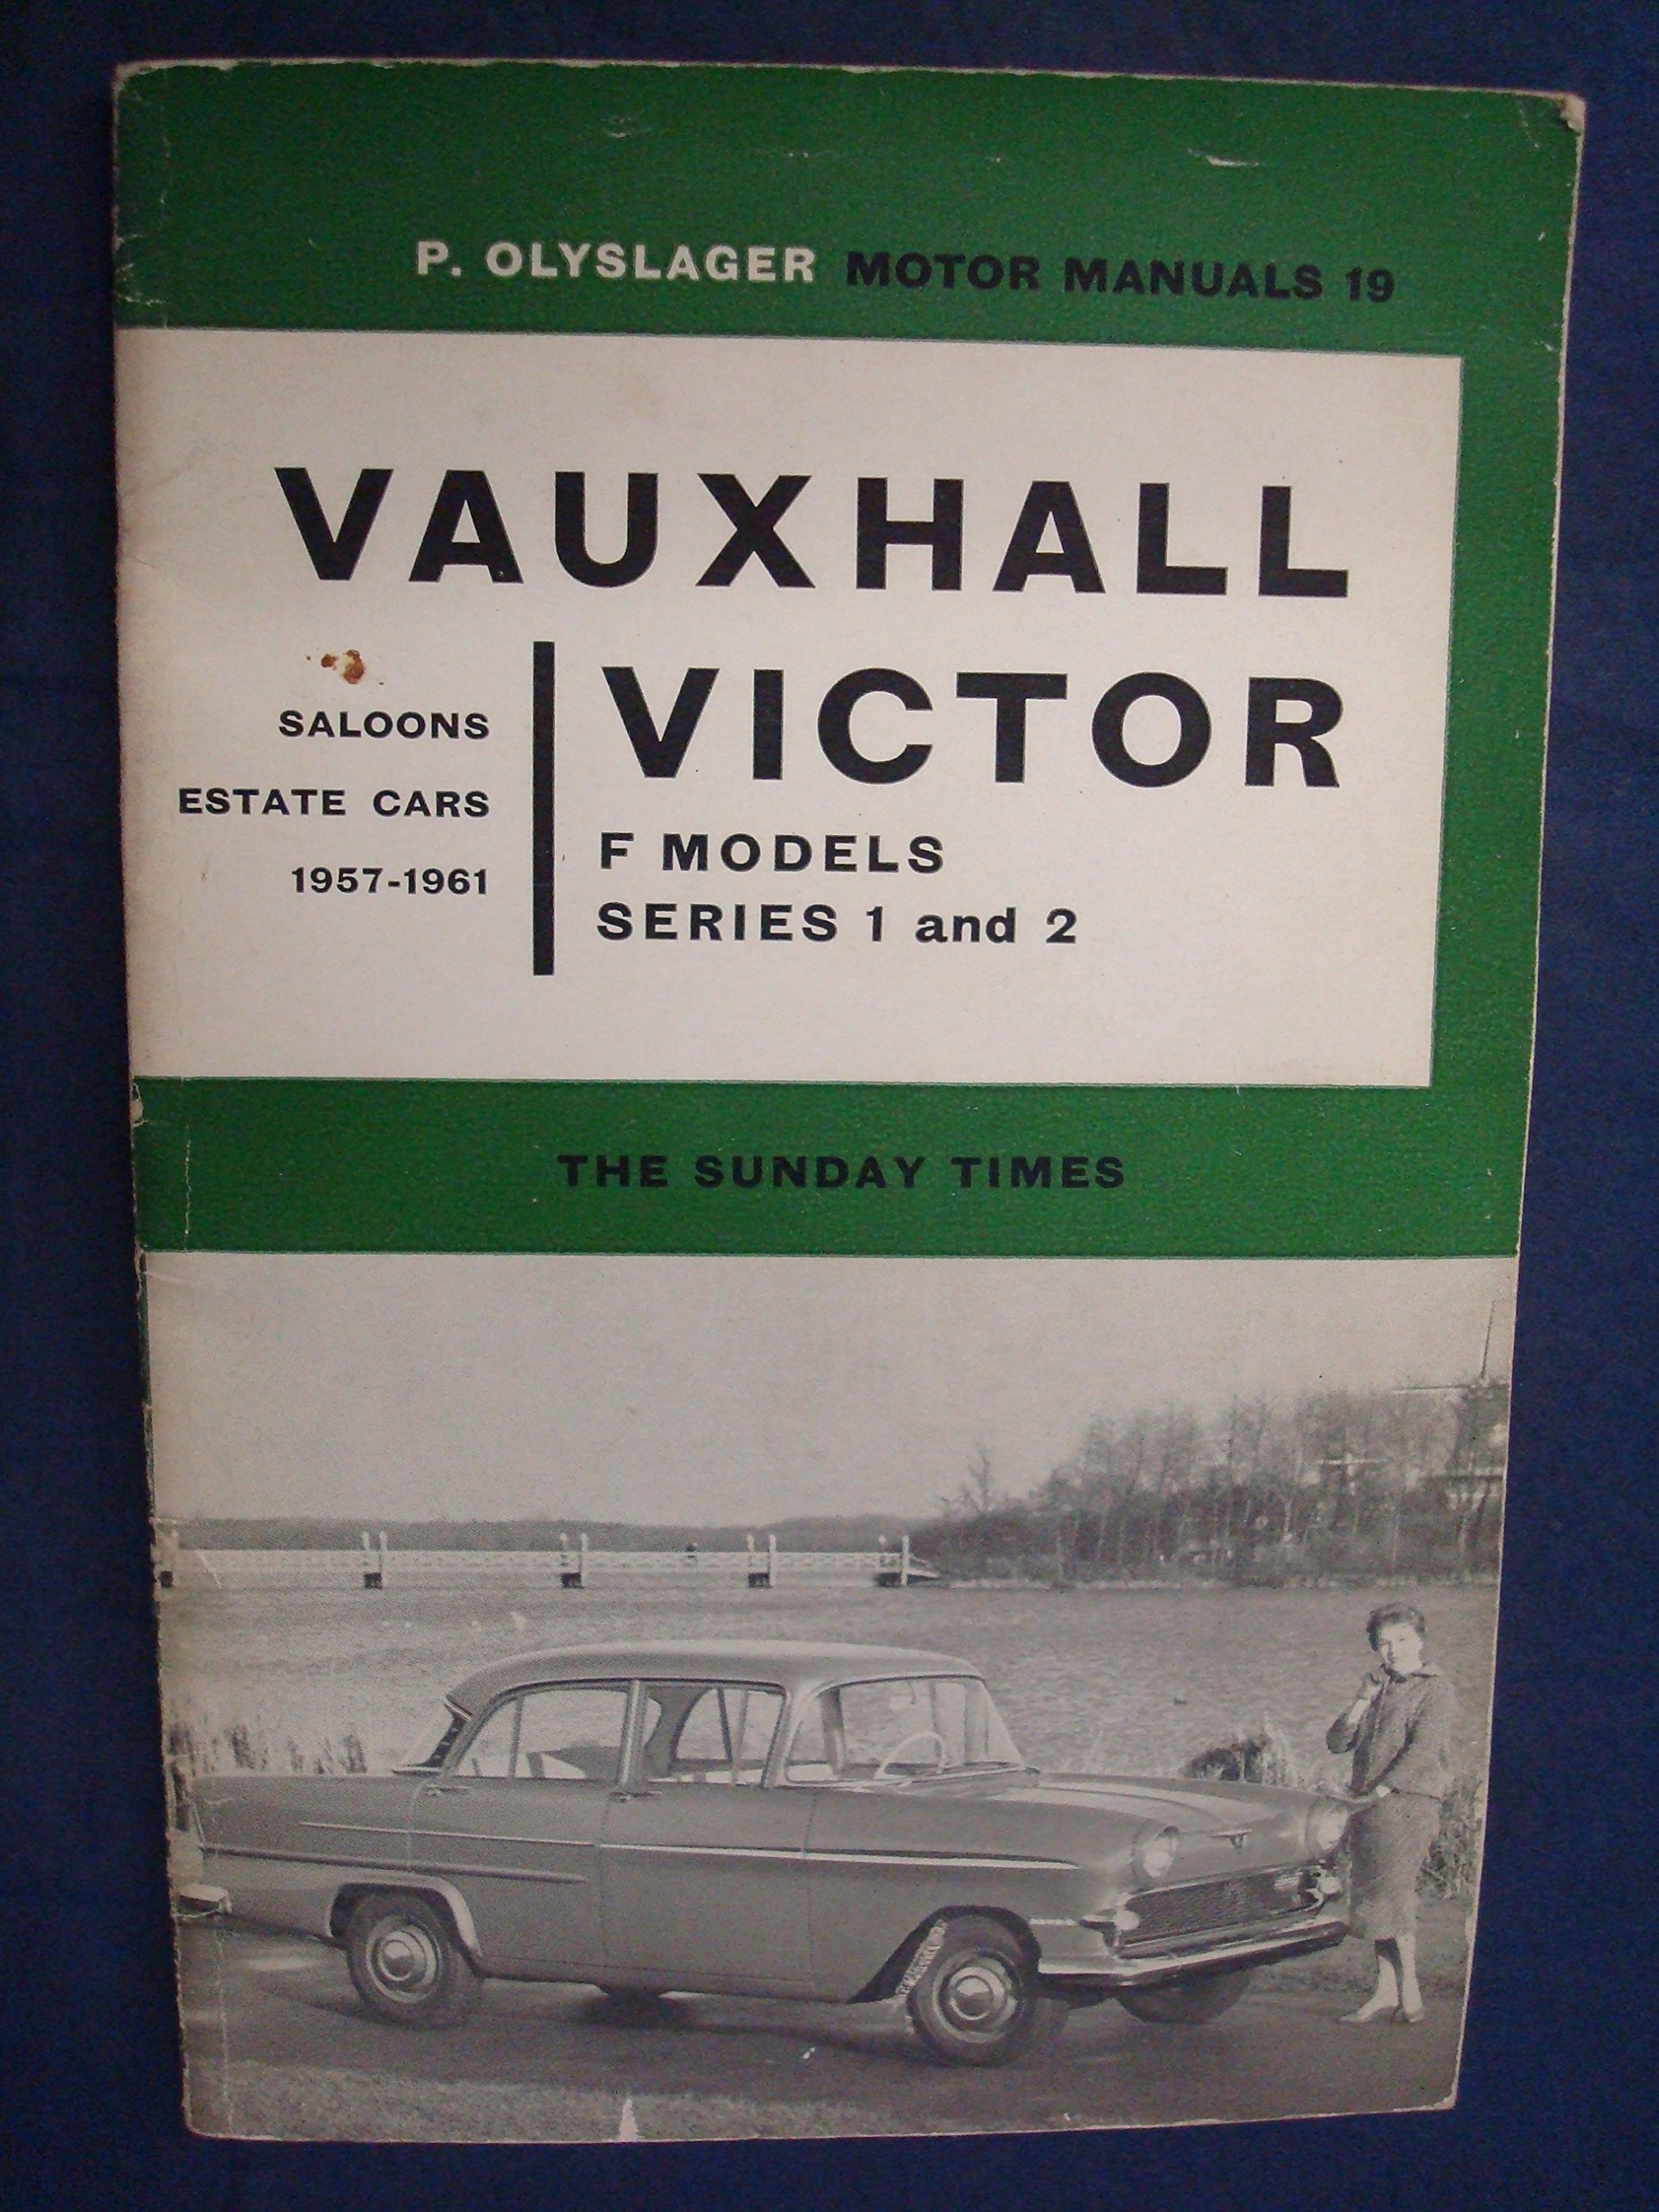 P. OLYSLAGER MOTOR MANUALS 19
VAUXHALL
VICTOR
SALOONS
ESTATE CARS
1957-1961
F MODELS
SERIES 1 and 2
THE SUNDAY TIMES